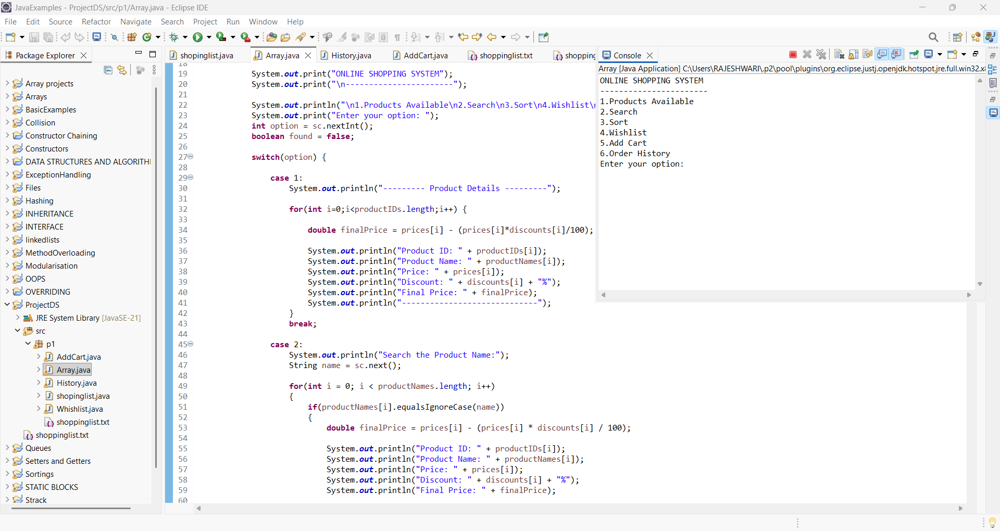 JavaExamples - ProjectDS/src/p1/Array.java - Eclipse IDE
File Edit Source Refactor Navigate Search Project Run Window Help
Package Explorer
Array projects
Arrays
BasicExamples
Collision
Constructor Chaining
Constructors
DATA STRUCTURES AND ALGORITH
ExceptionHandling
Files
Hashing
INHERITANCE
INTERFACE
linkedlists
MethodOverloading
Modularisation
OOPS
OVERRIDING
ProjectDS
JRE System Library [JavaSE-21]
src
p1
AddCart.java
Array.java
History.java
shopinglist.java
Whishlist.java
shoppinglist.txt
shoppinglist.txt
Queues
Setters and Getters
Sortings
STATIC BLOCKS
Strack
shopinglist.java Array.java History.java AddCart.java shoppinglist.txt shopping
18
19 System.out.print("ONLINE SHOPPING SYSTEM");
20 System.out.print("\n-----------------------");
21
22 System.out.println("\n1.Products Available\n2.Search\n3.Sort\n4.Wishlist\
23 System.out.print("Enter your option: ");
24 int option = sc.nextInt();
25 boolean found = false;
26
27 switch(option) {
28
29 case 1:
30 System.out.println("--------- Product Details ---------");
31
32 for(int i=0;i<productIDs.length;i++) {
33
34 double finalPrice = prices[i] - (prices[i]*discounts[i]/100);
35
36 System.out.println("Product ID: " + productIDs[i]);
37 System.out.println("Product Name: " + productNames[i]);
38 System.out.println("Price: " + prices[i]);
39 System.out.println("Discount: " + discounts[i] + "%");
40 System.out.println("Final Price: " + finalPrice);
41 System.out.println("-----------------------------");
42 }
43 break;
44
45 case 2:
46 System.out.println("Search the Product Name:");
47 String name = sc.next();
48
49 for(int i = 0; i < productNames.length; i++)
50 {
51 if(productNames[i].equalsIgnoreCase(name))
52 {
53 double finalPrice = prices[i] - (prices[i] * discounts[i] / 100);
54
55 System.out.println("Product ID: " + productIDs[i]);
56 System.out.println("Product Name: " + productNames[i]);
57 System.out.println("Price: " + prices[i]);
58 System.out.println("Discount: " + discounts[i] + "%");
59 System.out.println("Final Price: " + finalPrice);
60
Console
Array [Java Application] C:\Users\RAJESHWARI\.p2\pool\plugins\org.eclipse.justj.openjdk.hotspot.jre.full.win32.x
ONLINE SHOPPING SYSTEM
-----------------------
1.Products Available
2.Search
3.Sort
4.Wishlist
5.Add Cart
6.Order History
Enter your option: